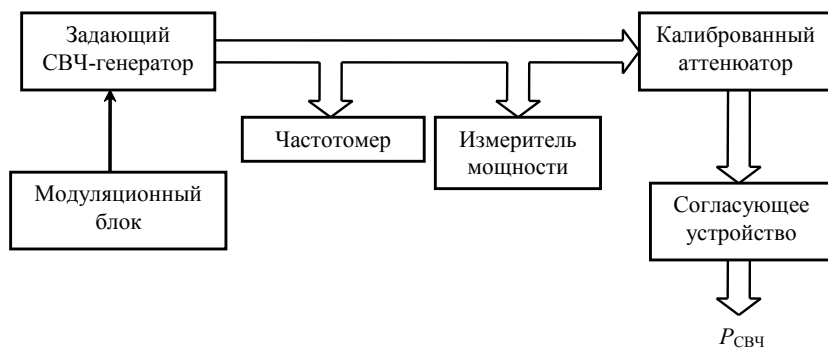 Задающий
СВЧ-генератор
Калиброванный
аттенюатор
Частотомер
Измеритель
мощности
Модуляционный
блок
Согласующее
устройство
PСВЧ